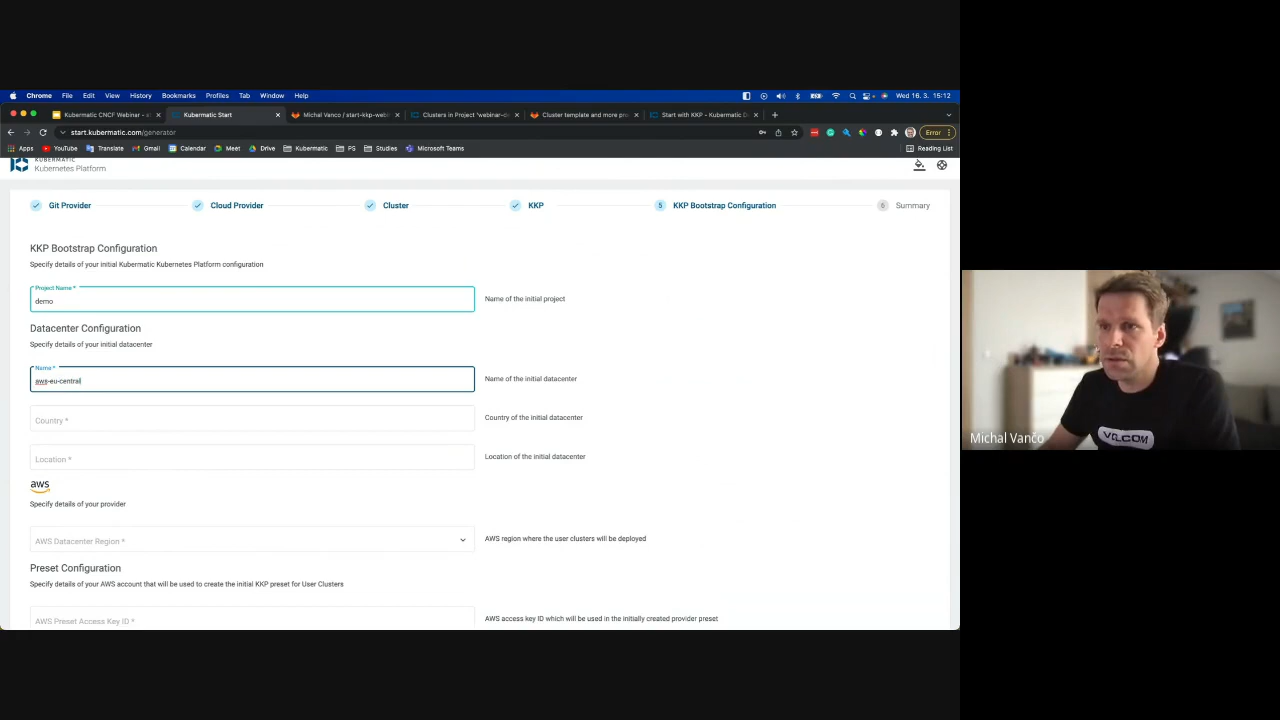 Chrome File Edit View History Bookmarks Profiles Tab Window Help Wed 16. 3. 15:12
Kubermatic CNCF Webinar - s Kubermatic Start Michal Vanco / start-kkp-web Clusters in Project 'webinar-de Cluster template and more pre Start with KKP - Kubermatic D
start.kubermatic.com/generator Error
Apps YouTube Translate Gmail Calendar Meet Drive Kubermatic PS Studies Microsoft Teams Reading List
KUBERMATIC
Kubernetes Platform
Git Provider Cloud Provider Cluster KKP 5 KKP Bootstrap Configuration 6 Summary
KKP Bootstrap Configuration
Specify details of your initial Kubermatic Kubernetes Platform configuration
Project Name *
demo Name of the initial project
Datacenter Configuration
Specify details of your initial datacenter
Name *
aws-eu-central Name of the initial datacenter
Country * Country of the initial datacenter
Location * Location of the initial datacenter
aws
Specify details of your provider
AWS Datacenter Region * AWS region where the user clusters will be deployed
Preset Configuration
Specify details of your AWS account that will be used to create the initial KKP preset for User Clusters
AWS Preset Access Key ID * AWS access key ID which will be used in the initially created provider preset
VOLCOM
Michal Vančo